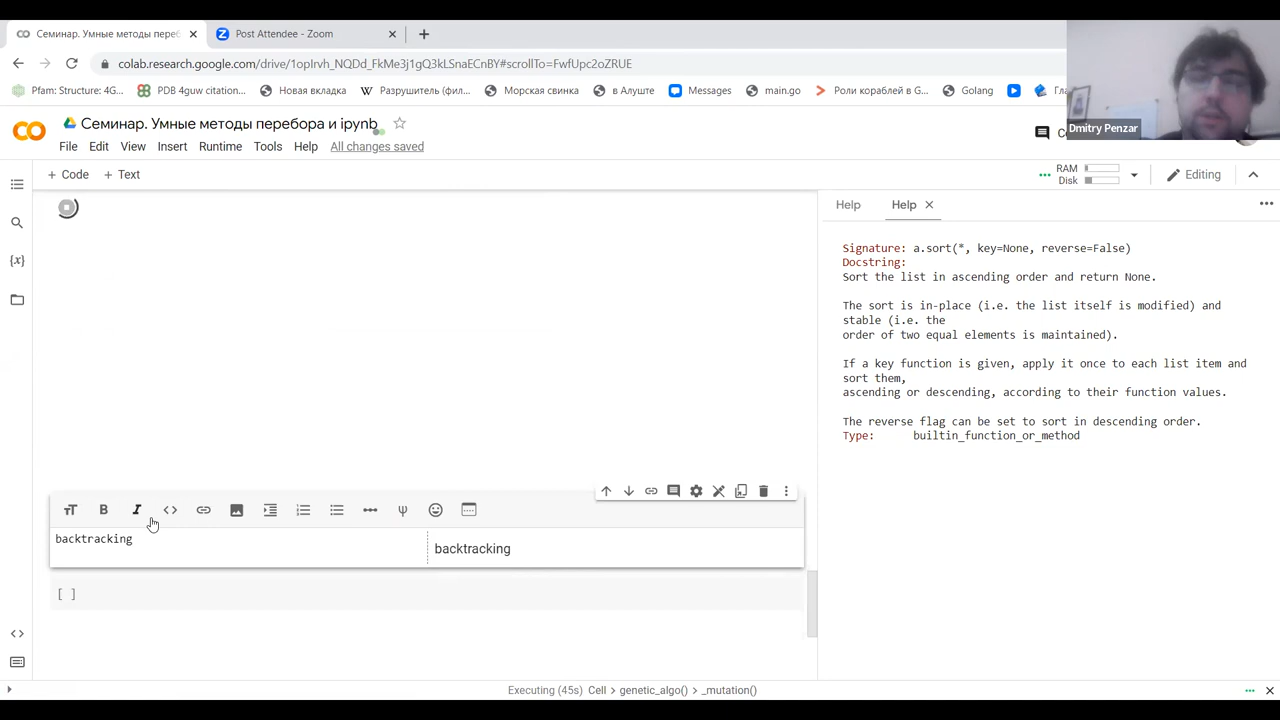 Семинар. Умные методы переб
Post Attendee - Zoom
colab.research.google.com/drive/1opIrvh_NQDd_FkMe3j1gQ3kLSnaECnBY#scrollTo=FwfUpc2oZRUE
Pfam: Structure: 4G...
PDB 4guw citation...
Новая вкладка
Разрушитель (фил...
Морская свинка
в Алуште
Messages
main.go
Роли кораблей в G...
Golang
Dmitry Penzar
Семинар. Умные методы перебора и ipynb
File Edit View Insert Runtime Tools Help All changes saved
+ Code + Text
RAM
Disk
Editing
Help
Help
Signature: a.sort(*, key=None, reverse=False)
Docstring:
Sort the list in ascending order and return None.
The sort is in-place (i.e. the list itself is modified) and
stable (i.e. the
order of two equal elements is maintained).
If a key function is given, apply it once to each list item and
sort them,
ascending or descending, according to their function values.
The reverse flag can be set to sort in descending order.
Type: builtin_function_or_method
backtracking
backtracking
[ ]
Executing (45s) Cell > genetic_algo() > _mutation()